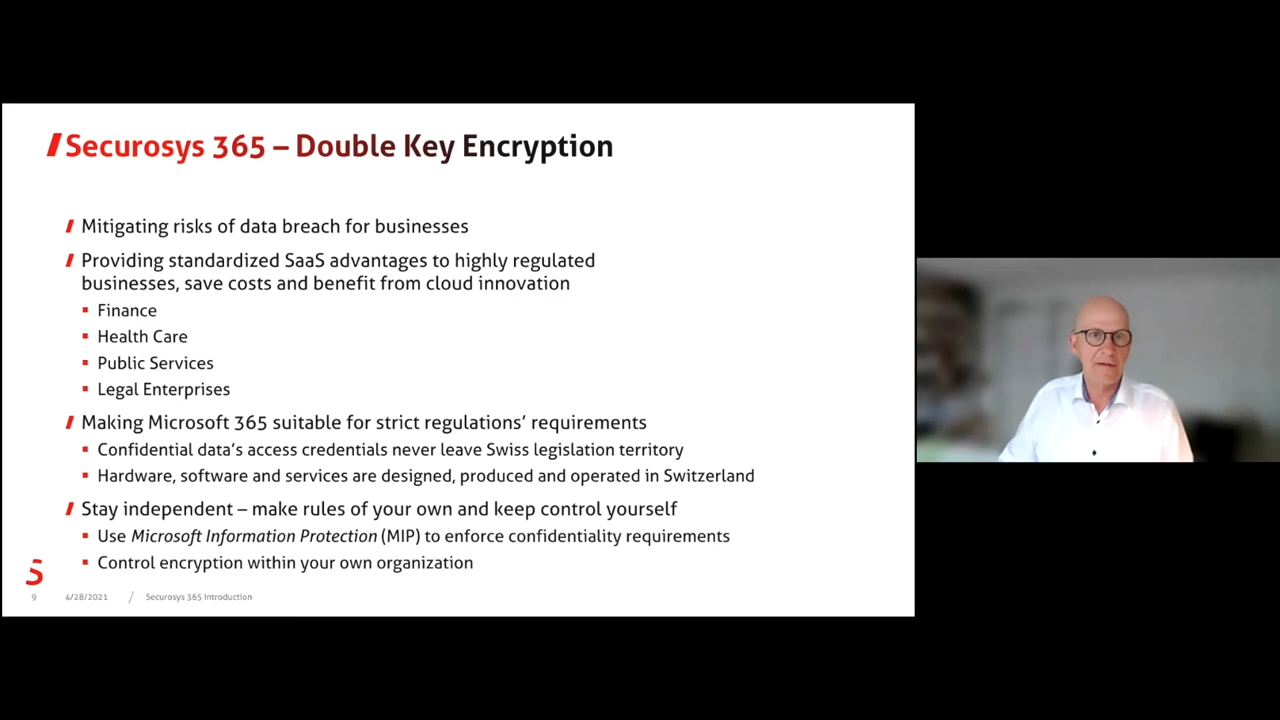 Securosys 365 – Double Key Encryption
Mitigating risks of data breach for businesses
Providing standardized SaaS advantages to highly regulated
businesses, save costs and benefit from cloud innovation
Finance
Health Care
Public Services
Legal Enterprises
Making Microsoft 365 suitable for strict regulations’ requirements
Confidential data’s access credentials never leave Swiss legislation territory
Hardware, software and services are designed, produced and operated in Switzerland
Stay independent – make rules of your own and keep control yourself
Use Microsoft Information Protection (MIP) to enforce confidentiality requirements
Control encryption within your own organization
S
9 4/28/2021 / Securosys 365 Introduction